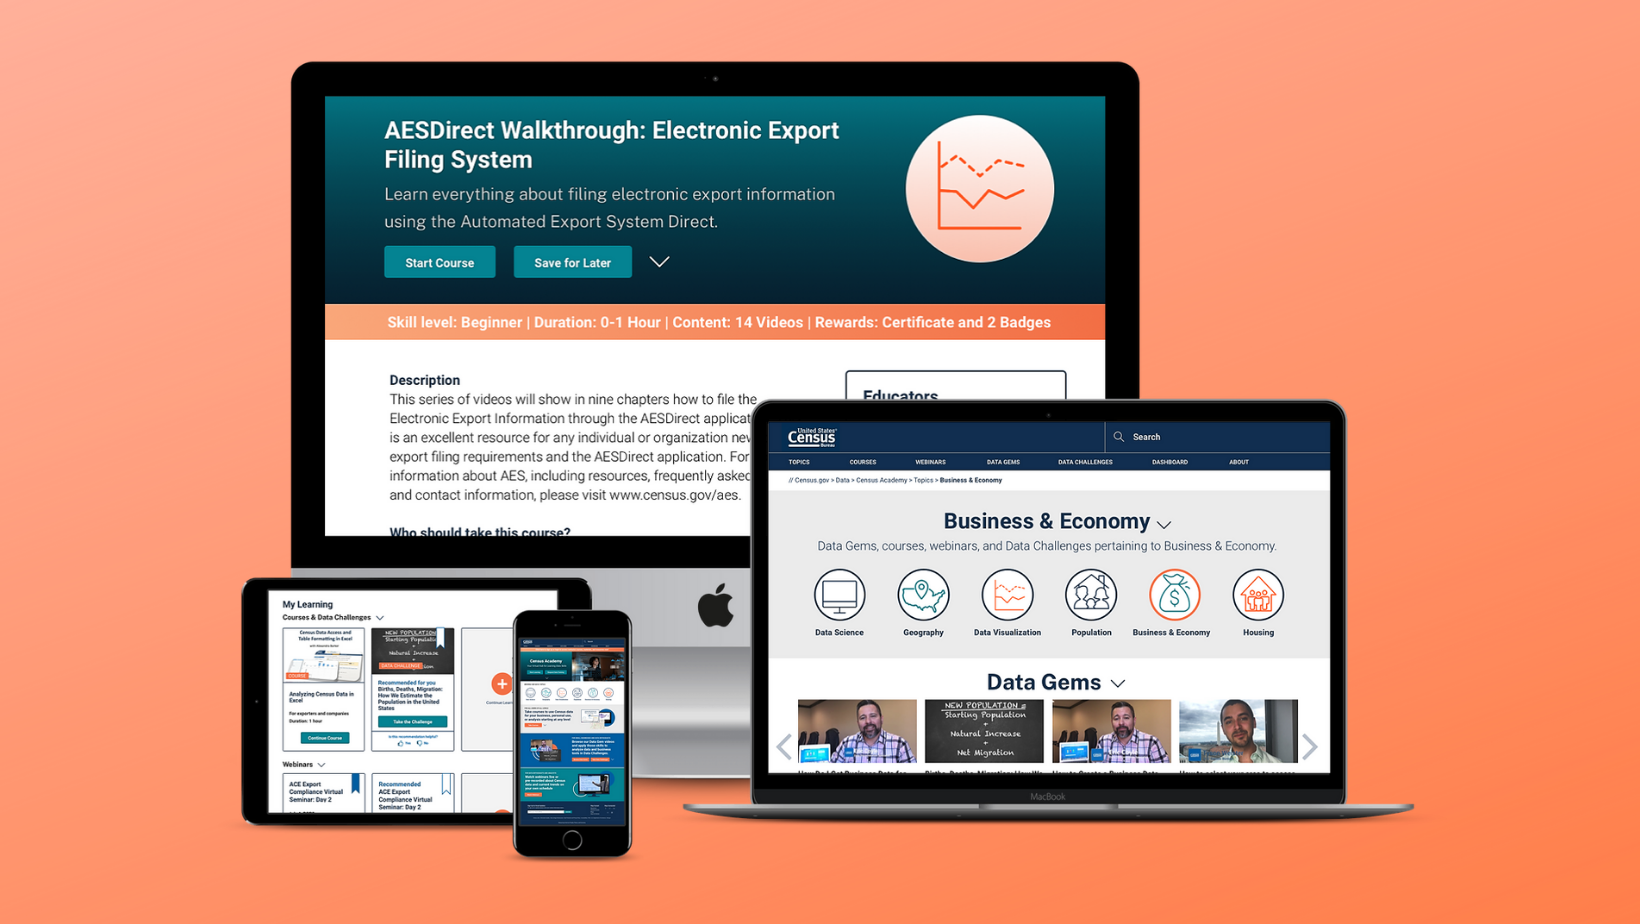 AESDirect Walkthrough: Electronic Export
Filing System
Learn everything about filing electronic export information
using the Automated Export System Direct.
Start Course
Save for Later
Skill level: Beginner | Duration: 0-1 Hour | Content: 14 Videos | Rewards: Certificate and 2 Badges
Description
This series of videos will show in nine chapters how to file the
Electronic Export Information through the AESDirect applicat
is an excellent resource for any individual or organization new
export filing requirements and the AESDirect application. For
information about AES, including resources, frequently asked
and contact information, please visit www.census.gov/aes.
Who should take this course?
Educators
United States®
Census
Bureau
Search
TOPICS
COURSES
WEBINARS
DATA GEMS
DATA CHALLENGES
DASHBOARD
ABOUT
// Census.gov > Data > Census Academy > Topics > Business & Economy
Business & Economy
Data Gems, courses, webinars, and Data Challenges pertaining to Business & Economy.
Data Science
Geography
Data Visualization
Population
Business & Economy
Housing
Data Gems
NEW POPULATION =
Starting Population
+
Natural Increase
+
Net Migration
MacBook
My Learning
Courses & Data Challenges
Census Data Access and
Table Formatting in Excel
COURSE
Analyzing Census Data in
Excel
For exporters and companies
Duration: 1 hour
Continue Course
NEW POPULATION
Starting Populati
+
Natural Increase
DATA CHALLENGE
Recommended for you
Births, Deaths, Migration:
How We Estimate the
Population in the United
States
Take the Challenge
Is this recommendation helpful?
Yes
No
Webinars
ACE Export
Compliance Virtual
Seminar: Day 2
Recommended
ACE Export
Compliance Virtual
Seminar: Day 2
Census Academy